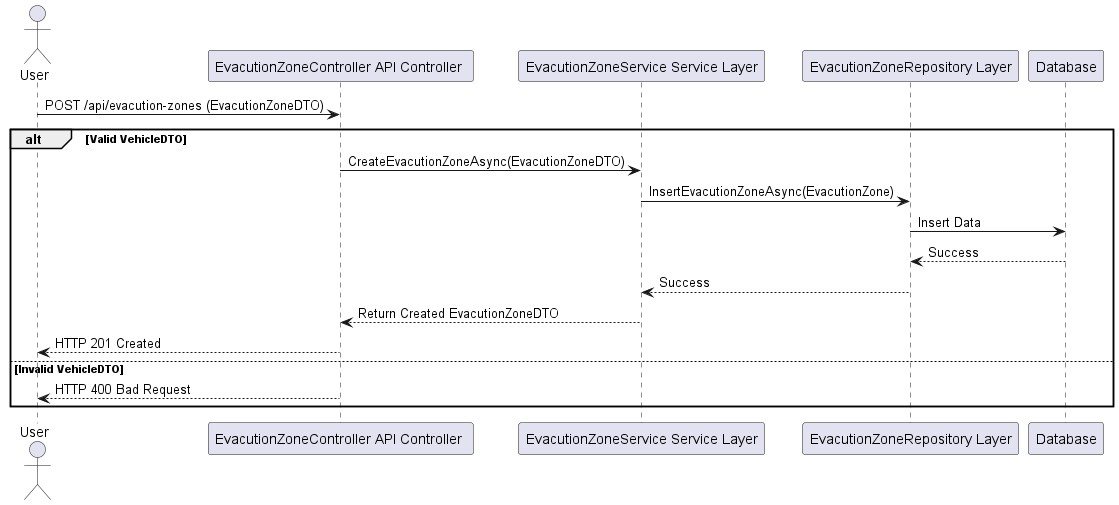 User
EvacutionZoneController API Controller
EvacutionZoneService Service Layer
EvacutionZoneRepository Layer
Database
POST /api/evacution-zones (EvacutionZoneDTO)
alt
[Valid VehicleDTO]
CreateEvacutionZoneAsync(EvacutionZoneDTO)
InsertEvacutionZoneAsync(EvacutionZone)
Insert Data
Success
Success
Return Created EvacutionZoneDTO
HTTP 201 Created
[Invalid VehicleDTO]
HTTP 400 Bad Request
User
EvacutionZoneController API Controller
EvacutionZoneService Service Layer
EvacutionZoneRepository Layer
Database